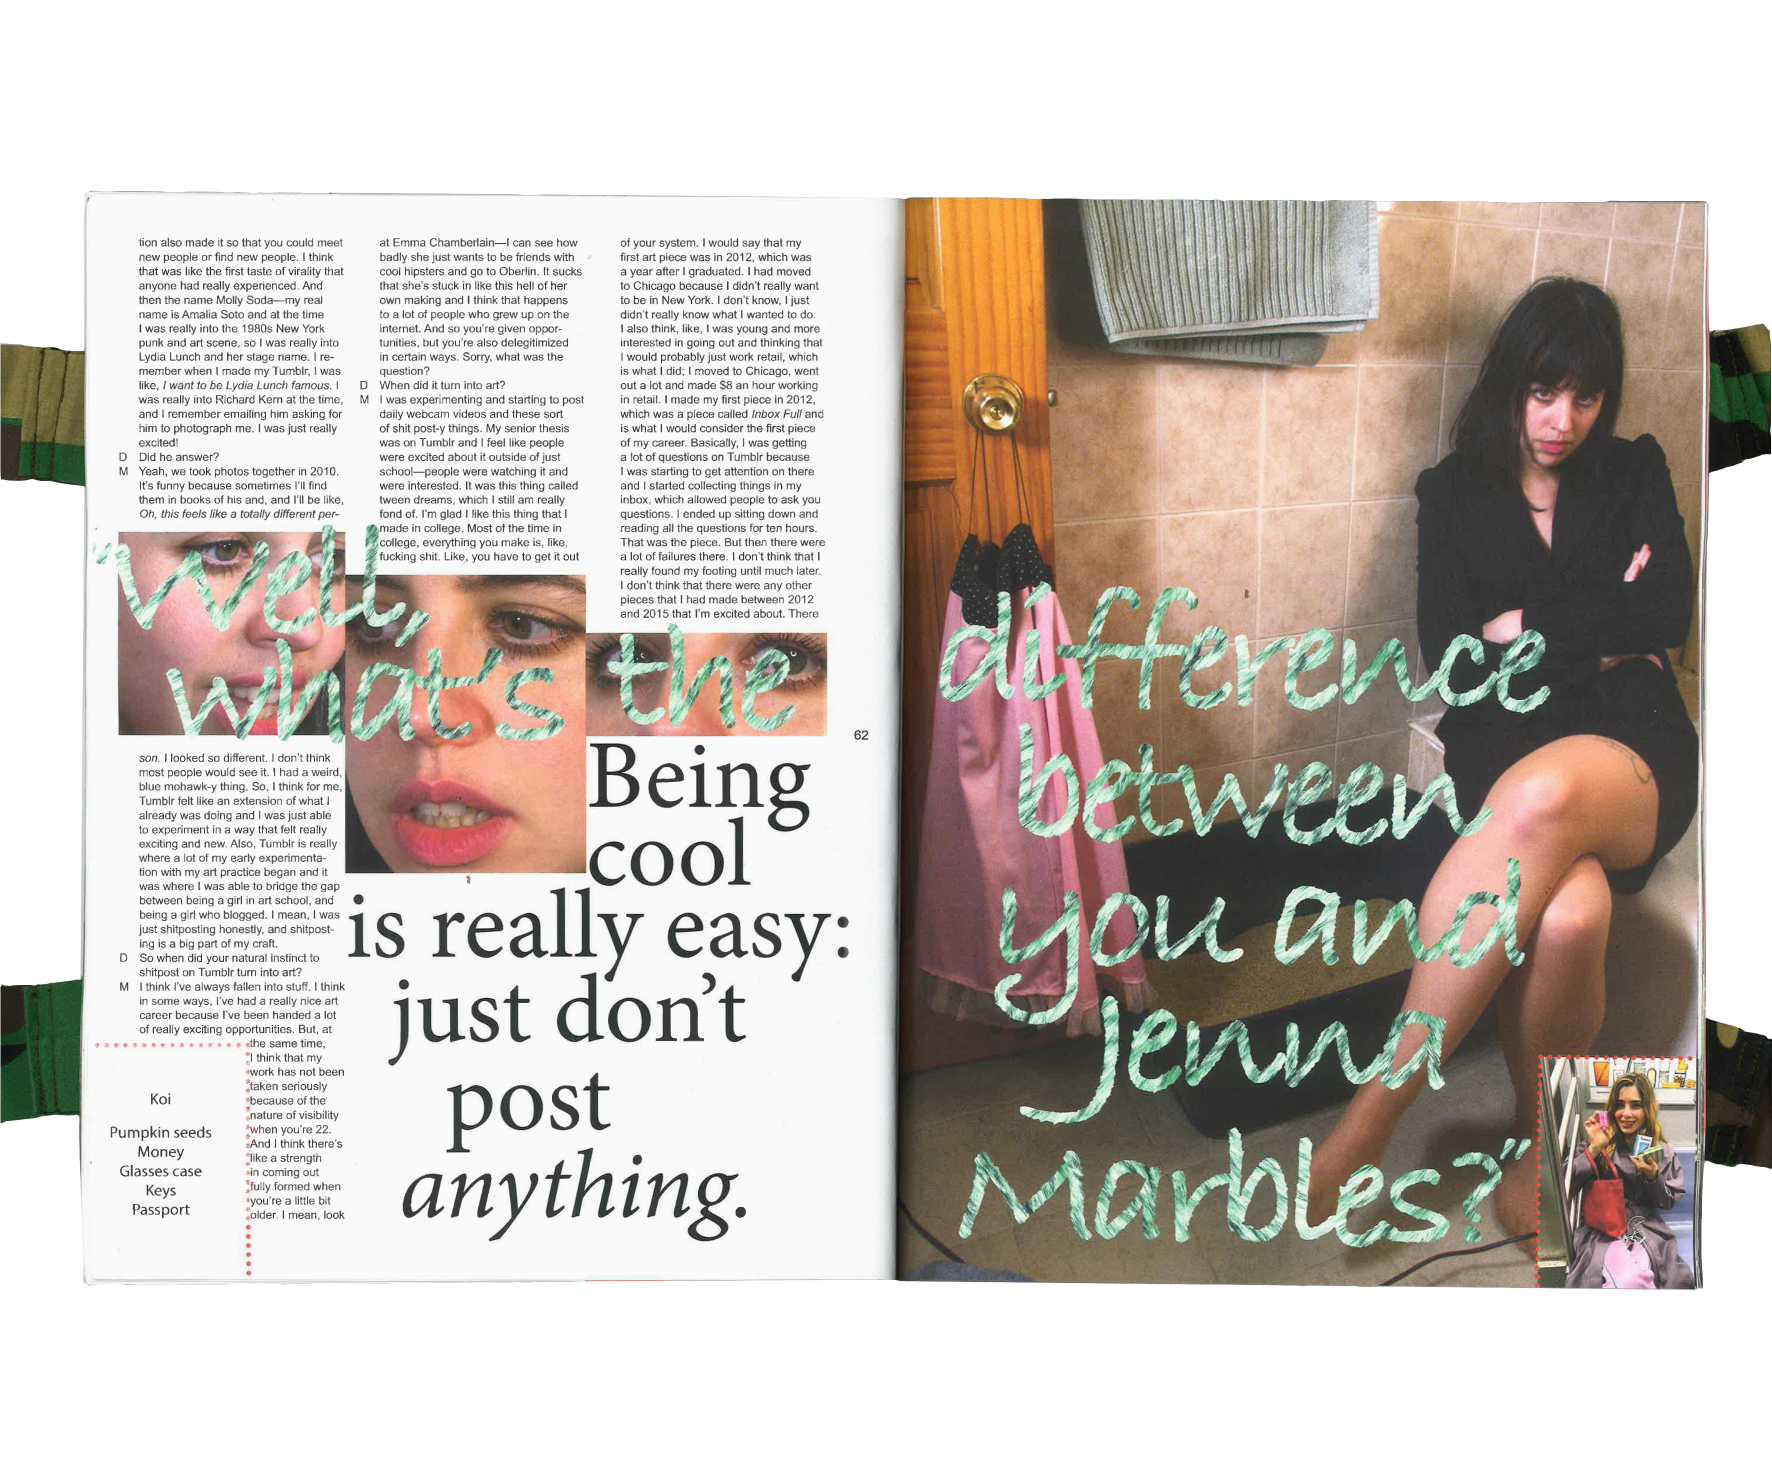 tion also made it so that you could meet
new people or find new people. I think
that was like the first taste of virality that
anyone had really experienced. And
then the name Molly Soda—my real
name is Amalia Soto and at the time
I was really into the 1980s New York
punk and art scene, so I was really into
Lydia Lunch and her stage name. I re-
member when I made my Tumblr, I was
like, I want to be Lydia Lunch famous. I
was really into Richard Kern at the time,
and I remember emailing him asking for
him to photograph me. I was just really
excited!
D Did he answer?
M Yeah, we took photos together in 2010.
It's funny because sometimes I'll find
them in books of his and, and I'll be like,
Oh, this feels like a totally different per-
son. I looked so different. I don't think
most people would see it. I had a weird,
blue mohawk-y thing. So, I think for me,
Tumblr felt like an extension of what I
already was doing and I was just able
to experiment in a way that felt really
exciting and new. Also, Tumblr is really
where a lot of my early experimenta-
tion with my art practice began and it
was where I was able to bridge the gap
between being a girl in art school, and
being a girl who blogged. I mean, I was
just shitposting honestly, and shitpost-
ing is a big part of my craft.
D So when did your natural instinct to
shitpost on Tumblr turn into art?
M I think I've always fallen into stuff. I think
in some ways, I've had a really nice art
career because I've been handed a lot
of really exciting opportunities. But, at
the same time,
I think that my
work has not been
taken seriously
because of the
nature of visibility
when you're 22.
And I think there's
like a strength
in coming out
fully formed when
you're a little bit
older. I mean, look
at Emma Chamberlain—I can see how
badly she just wants to be friends with
cool hipsters and go to Oberlin. It sucks
that she's stuck in like this hell of her
own making and I think that happens
to a lot of people who grew up on the
internet. And so you're given oppor-
tunities, but you're also delegitimized
in certain ways. Sorry, what was the
question?
D When did it turn into art?
M I was experimenting and starting to post
daily webcam videos and these sort
of shit post-y things. My senior thesis
was on Tumblr and I feel like people
were excited about it outside of just
school—people were watching it and
were interested. It was this thing called
tween dreams, which I still am really
fond of. I'm glad I like this thing that I
made in college. Most of the time in
college, everything you make is, like,
fucking shit. Like, you have to get it out
of your system. I would say that my
first art piece was in 2012, which was
a year after I graduated. I had moved
to Chicago because I didn't really want
to be in New York. I don't know, I just
didn't really know what I wanted to do.
I also think, like, I was young and more
interested in going out and thinking that
I would probably just work retail, which
is what I did; I moved to Chicago, went
out a lot and made $8 an hour working
in retail. I made my first piece in 2012,
which was a piece called Inbox Full and
is what I would consider the first piece
of my career. Basically, I was getting
a lot of questions on Tumblr because
I was starting to get attention on there
and I started collecting things in my
inbox, which allowed people to ask you
questions. I ended up sitting down and
reading all the questions for ten hours.
That was the piece. But then there were
a lot of failures there. I don't think that I
really found my footing until much later.
I don't think that there were any other
pieces that I had made between 2012
and 2015 that I'm excited about. There
62
Being
cool
is really easy:
just don't
post
anything.
Koi
Pumpkin seeds
Money
Glasses case
Keys
Passport
"Well,
what's the
difference
between
you and
Jenna
Marbles?"